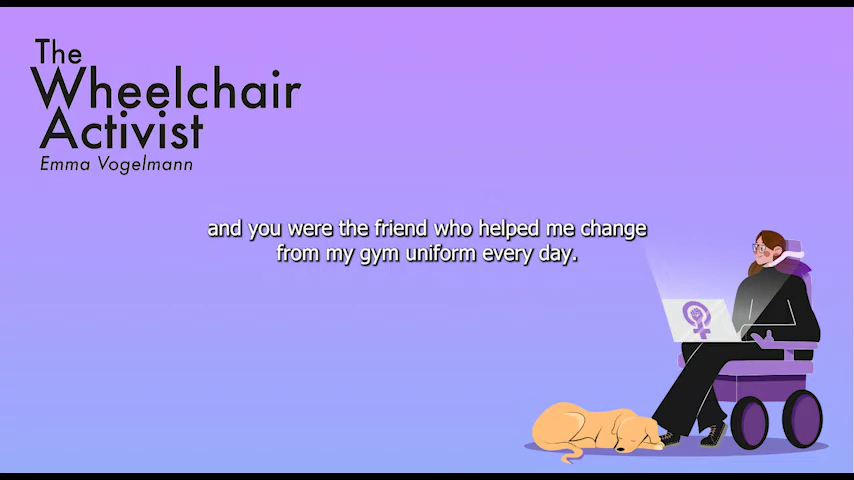 The
Wheelchair
Activist
Emma Vogelmann
and you were the friend who helped me change
from my gym uniform every day.